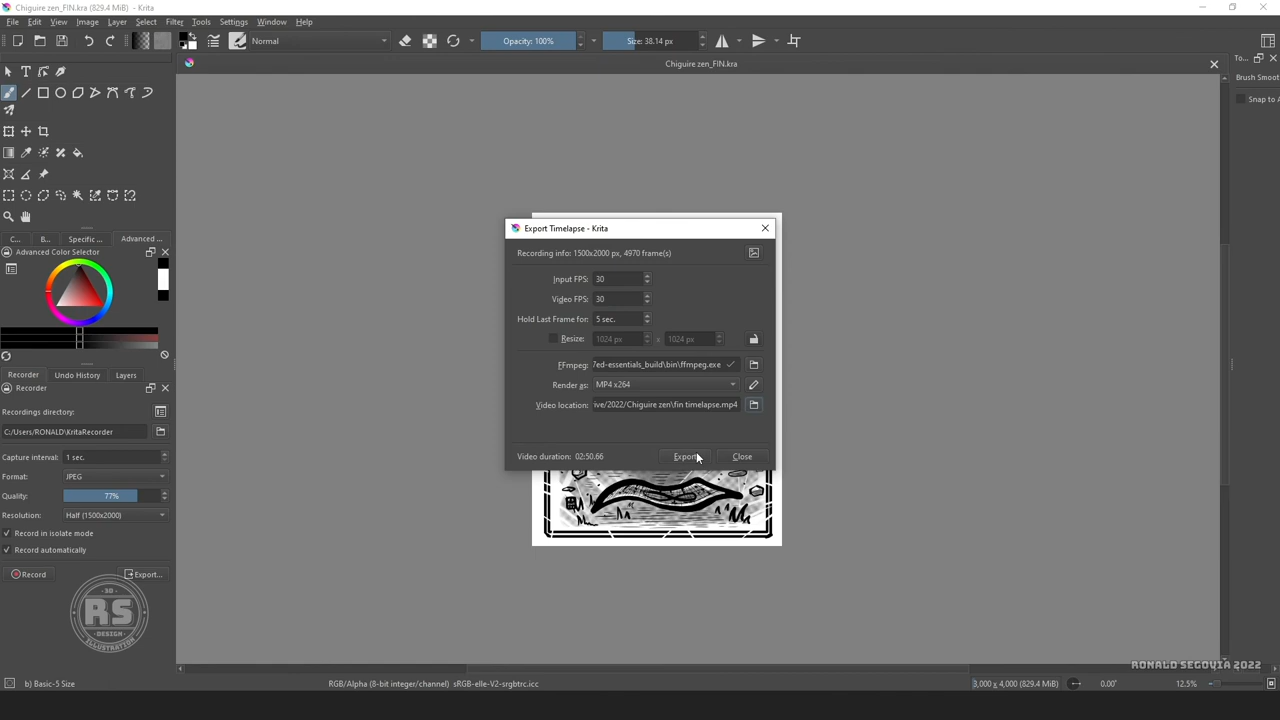 Chiguire zen_FIN.kra (829.4 MiB) - Krita
File Edit View Image Layer Select Filter Tools Settings Window Help
Normal Opacity: 100% Size: 38.14 px
Chiguire zen_FIN.kra
To...
Brush Smoot
Snap to A
Export Timelapse - Krita
Recording info: 1500x2000 px, 4970 frame(s)
Input FPS: 30
Video FPS: 30
Hold Last Frame for: 5 sec.
Resize: 1024 px x 1024 px
FFmpeg: 7ed-essentials_build\bin\ffmpeg.exe
Render as: MP4 x264
Video location: ive/2022/Chiguire zen\fin timelapse.mp4
Video duration: 02:50.66 Export Close
C... B... Specific ... Advanced ...
Advanced Color Selector
Recorder Undo History Layers
Recorder
Recordings directory:
C:/Users/RONALD\KritaRecorder
Capture interval: 1 sec.
Format: JPEG
Quality: 77%
Resolution: Half (1500x2000)
Record in isolate mode
Record automatically
Record Export...
3D
RS
DESIGN
ILLUSTRATION
RONALD SEGOVIA 2022
b) Basic-5 Size RGB/Alpha (8-bit integer/channel) sRGB-elle-V2-srgbtrc.icc 3,000 x 4,000 (829.4 MiB) 0.00° 12.5%